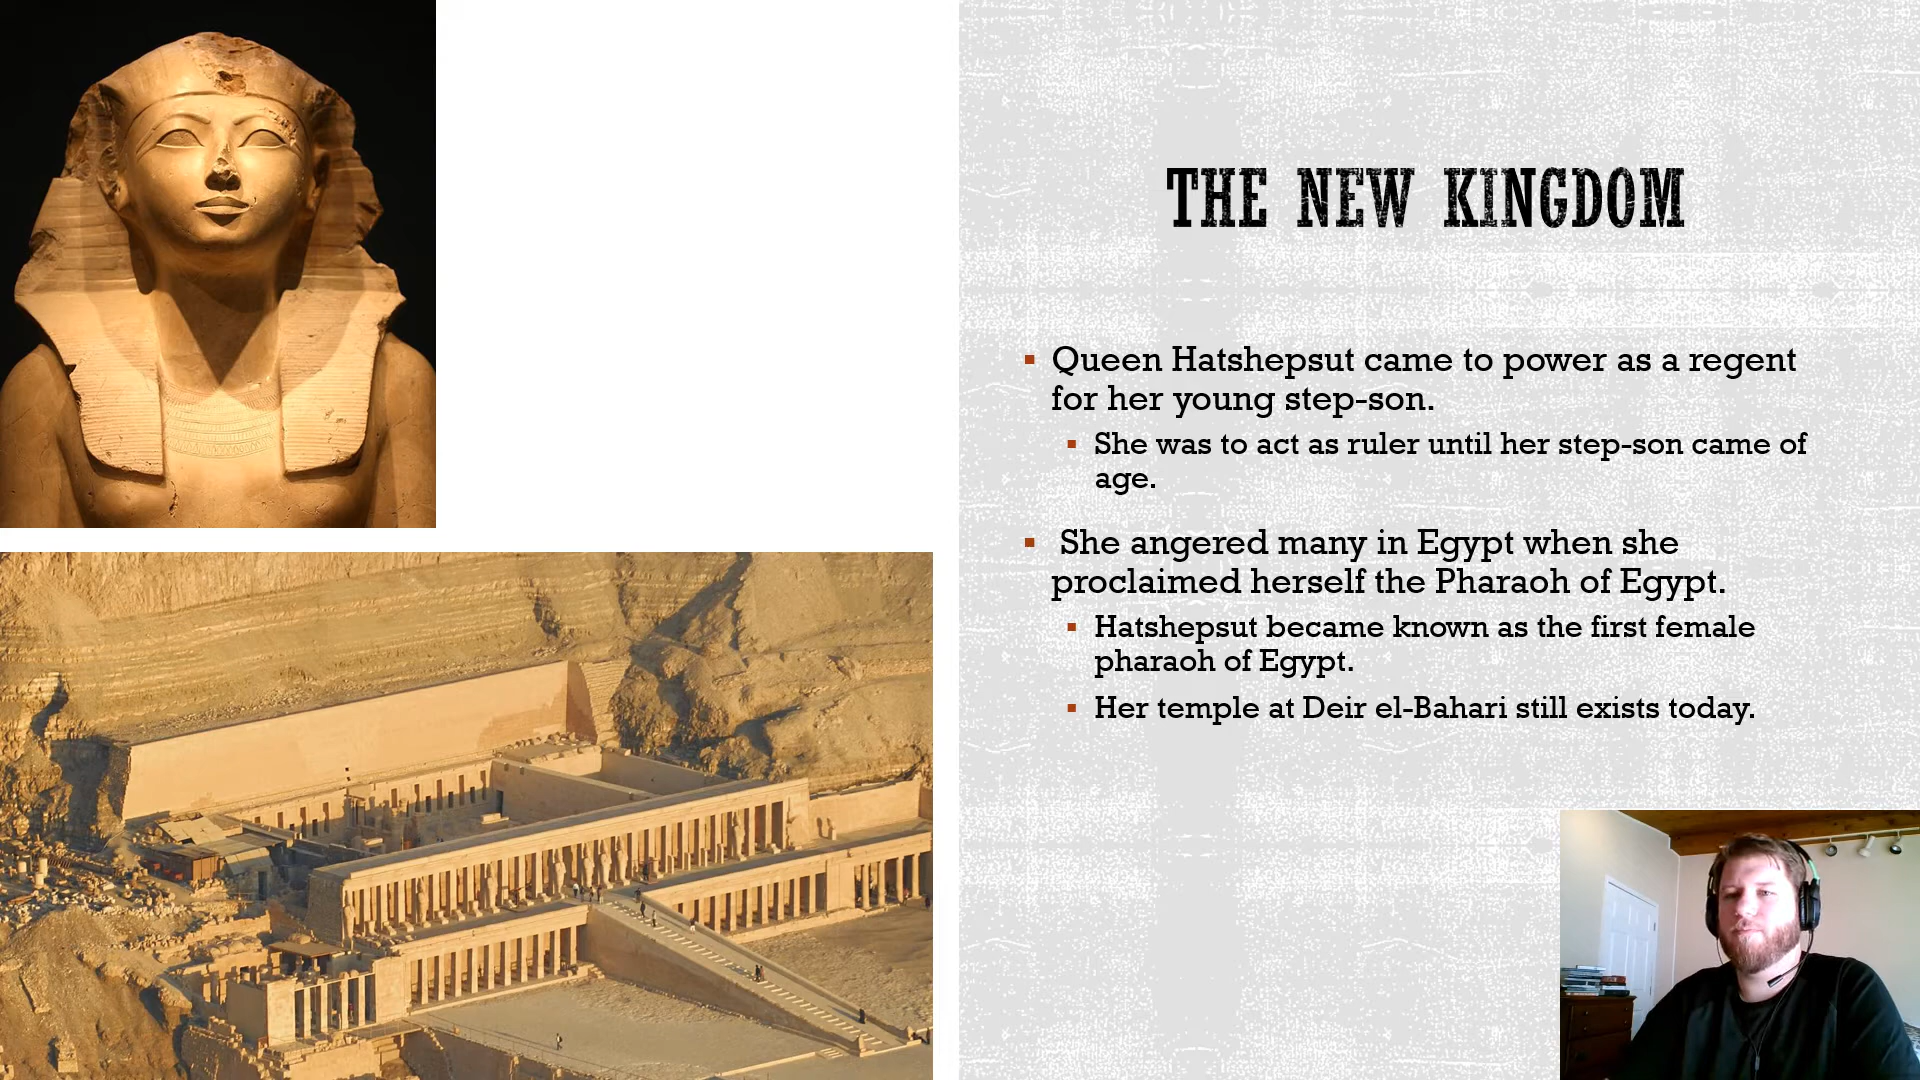 THE NEW KINGDOM
▪ Queen Hatshepsut came to power as a regent
for her young step-son.
▪ She was to act as ruler until her step-son came of
age.
▪ She angered many in Egypt when she
proclaimed herself the Pharaoh of Egypt.
▪ Hatshepsut became known as the first female
pharaoh of Egypt.
▪ Her temple at Deir el-Bahari still exists today.